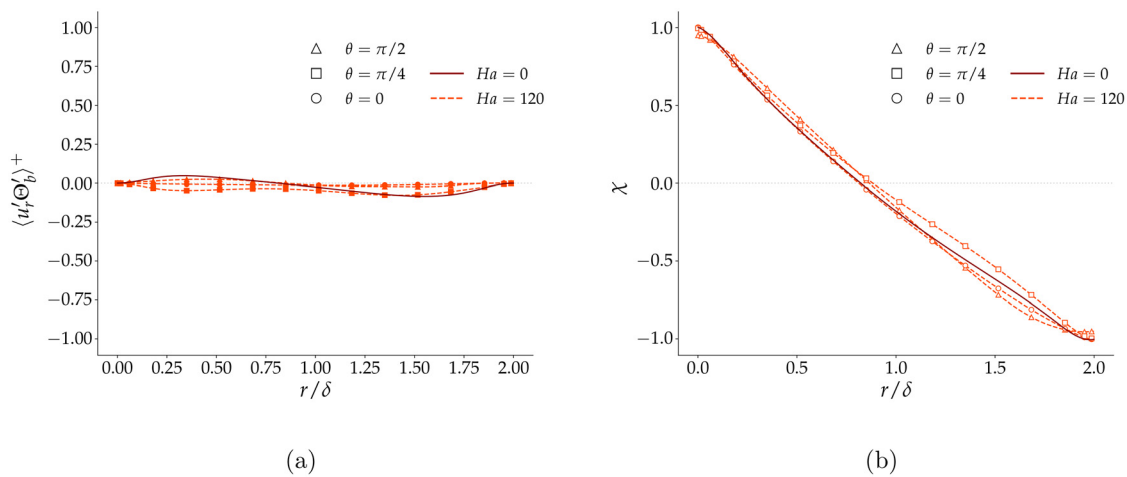 1.00
0.75
0.50
0.25
0.00
−0.25
−0.50
−0.75
−1.00
⟨u′ᵣΘ′_b⟩⁺
θ = π/2
θ = π/4
θ = 0
Ha = 0
Ha = 120
0.00 0.25 0.50 0.75 1.00 1.25 1.50 1.75 2.00
r/δ
(a)
1.0
0.5
0.0
−0.5
−1.0
χ
θ = π/2
θ = π/4
θ = 0
Ha = 0
Ha = 120
0.0 0.5 1.0 1.5 2.0
r/δ
(b)